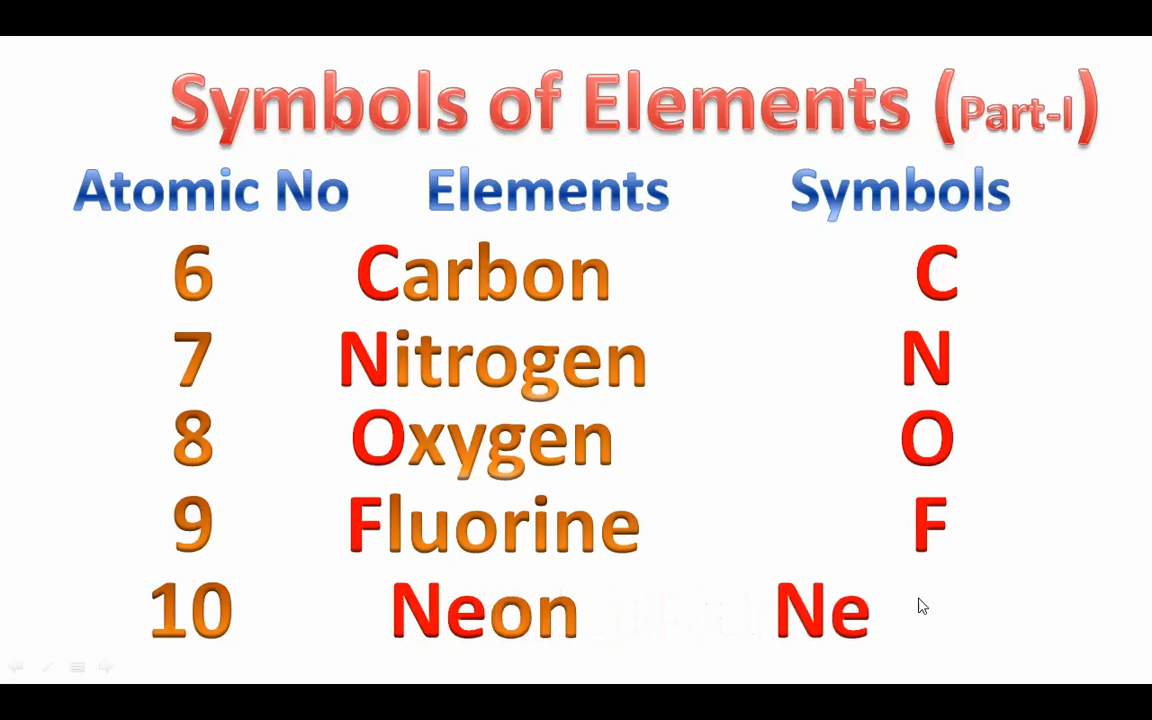 Symbols of Elements (Part-I)
Atomic No Elements Symbols
6 Carbon C
7 Nitrogen N
8 Oxygen O
9 Fluorine F
10 Neon Ne